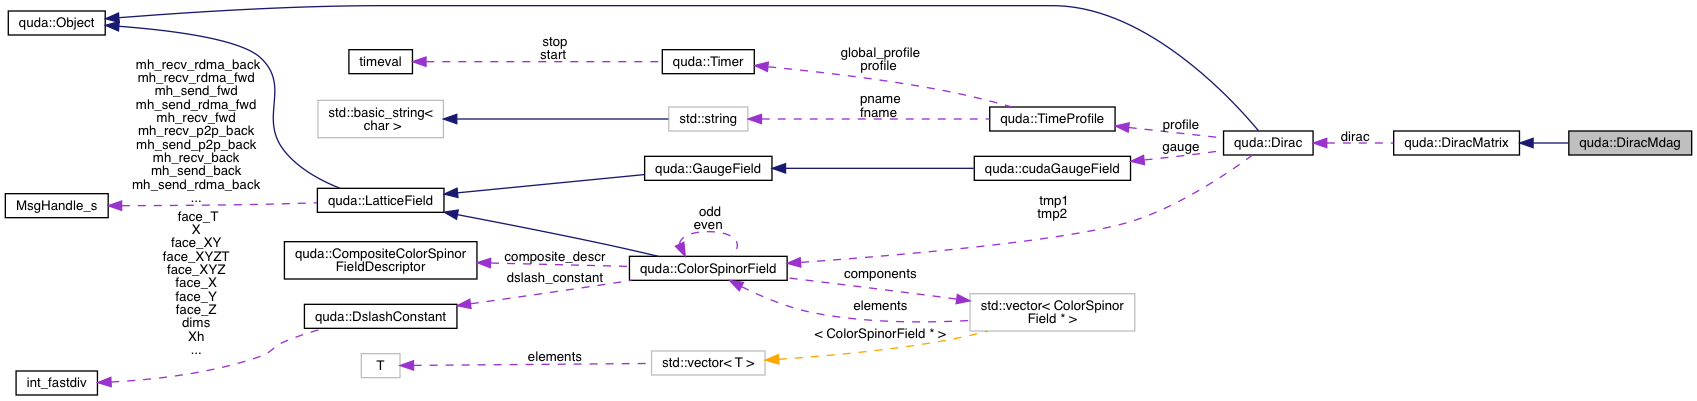 quda::Object
mh_recv_rdma_back
mh_recv_rdma_fwd
mh_send_fwd
mh_send_rdma_fwd
mh_recv_fwd
mh_recv_p2p_back
mh_send_p2p_back
mh_recv_back
mh_send_back
mh_send_rdma_back
...
MsgHandle_s
face_T
X
face_XY
face_XYZT
face_XYZ
face_X
face_Y
face_Z
dims
Xh
...
int_fastdiv
timeval
stop
start
quda::Timer
global_profile
profile
std::basic_string<
char >
std::string
pname
fname
quda::TimeProfile
profile
gauge
quda::Dirac
dirac
quda::DiracMatrix
quda::DiracMdag
quda::GaugeField
quda::cudaGaugeField
quda::LatticeField
tmp1
tmp2
odd
even
quda::CompositeColorSpinor
FieldDescriptor
composite_descr
dslash_constant
quda::ColorSpinorField
components
elements
std::vector< ColorSpinor
Field * >
quda::DslashConstant
< ColorSpinorField * >
T
elements
std::vector< T >